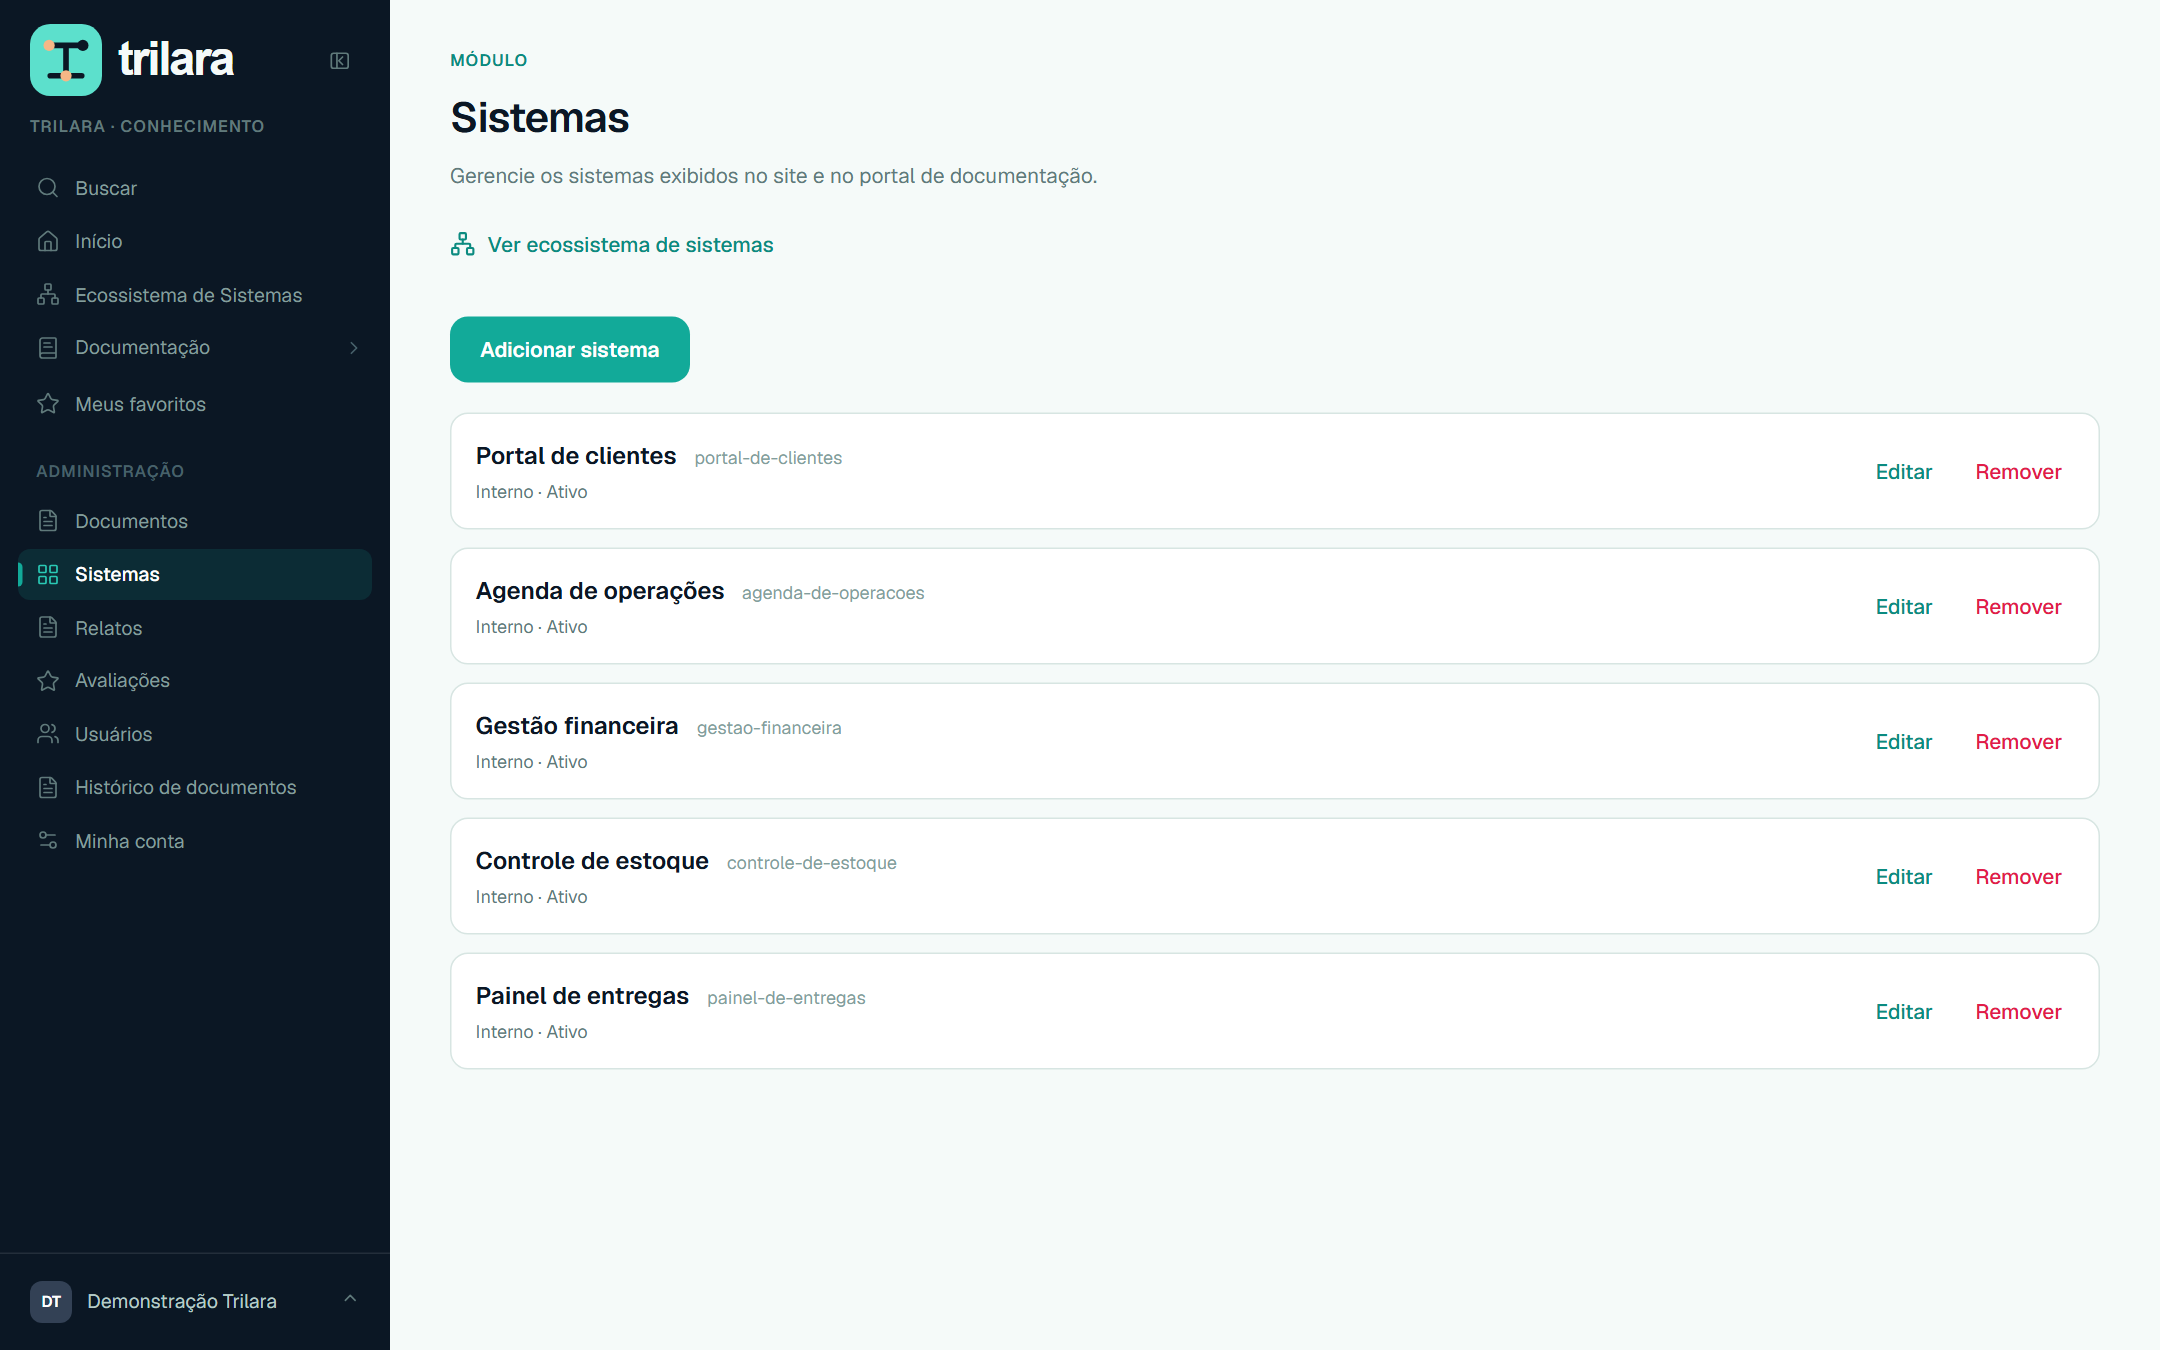 trilara
TRILARA · CONHECIMENTO
Buscar
Início
Ecossistema de Sistemas
Documentação
Meus favoritos
ADMINISTRAÇÃO
Documentos
Sistemas
Relatos
Avaliações
Usuários
Histórico de documentos
Minha conta
DT Demonstração Trilara
MÓDULO
Sistemas
Gerencie os sistemas exibidos no site e no portal de documentação.
Ver ecossistema de sistemas
Adicionar sistema
Portal de clientes portal-de-clientes
Interno · Ativo
Editar Remover
Agenda de operações agenda-de-operacoes
Interno · Ativo
Editar Remover
Gestão financeira gestao-financeira
Interno · Ativo
Editar Remover
Controle de estoque controle-de-estoque
Interno · Ativo
Editar Remover
Painel de entregas painel-de-entregas
Interno · Ativo
Editar Remover